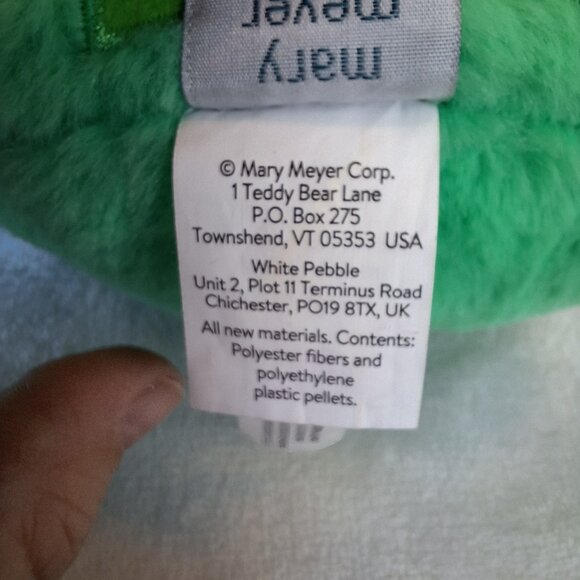 mary
meyer
© Mary Meyer Corp.
1 Teddy Bear Lane
P.O. Box 275
Townshend, VT 05353 USA
White Pebble
Unit 2, Plot 11 Terminus Road
Chichester, PO19 8TX, UK
All new materials. Contents:
Polyester fibers and
polyethylene
plastic pellets.